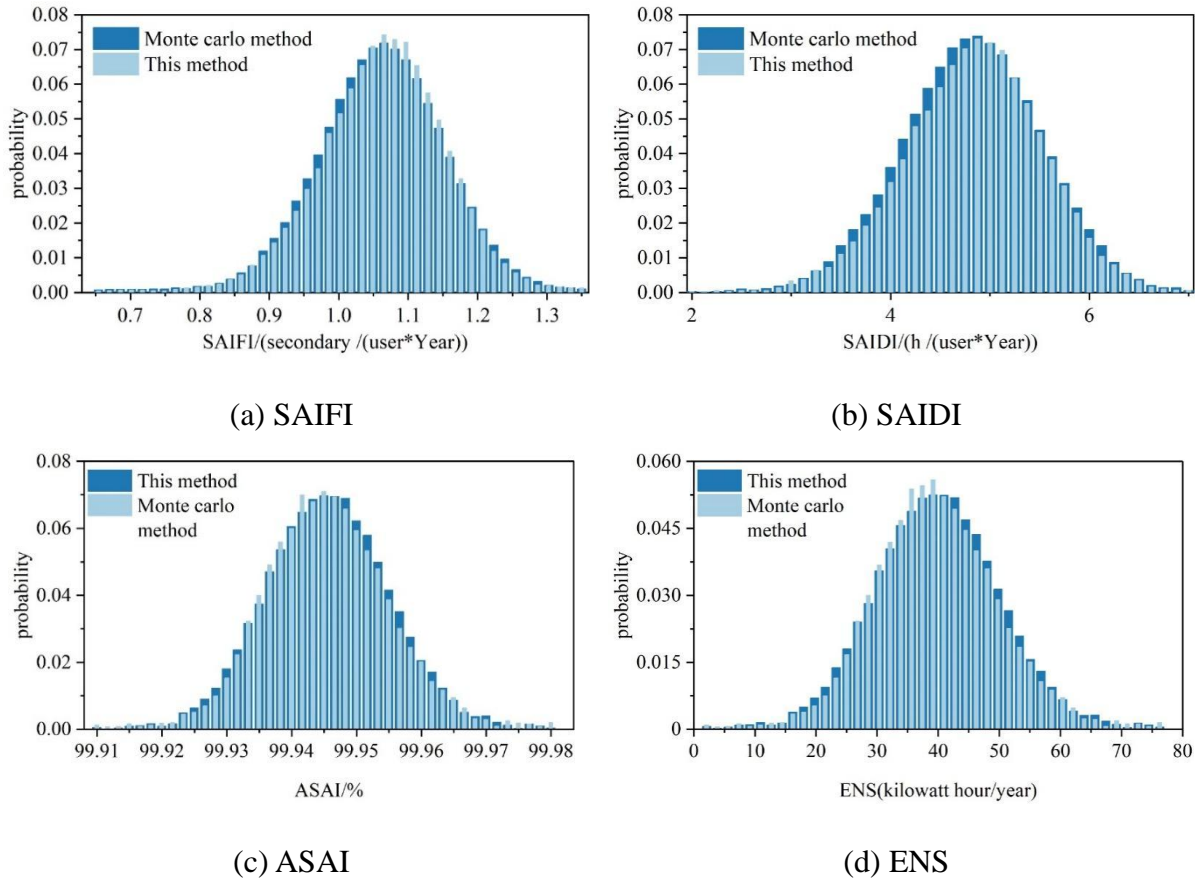 0.08
0.07
0.06
0.05
0.04
0.03
0.02
0.01
0.00
probability
Monte carlo method
This method
0.7 0.8 0.9 1.0 1.1 1.2 1.3
SAIFI/(secondary /(user*Year))
(a) SAIFI
0.08
0.07
0.06
0.05
0.04
0.03
0.02
0.01
0.00
probability
Monte carlo method
This method
2 4 6
SAIDI/(h /(user*Year))
(b) SAIDI
0.08
0.06
0.04
0.02
0.00
probability
This method
Monte carlo
method
99.91 99.92 99.93 99.94 99.95 99.96 99.97 99.98
ASAI/%
(c) ASAI
0.060
0.045
0.030
0.015
0
probability
This method
Monte carlo
method
0 10 20 30 40 50 60 70 80
ENS(kilowatt hour/year)
(d) ENS